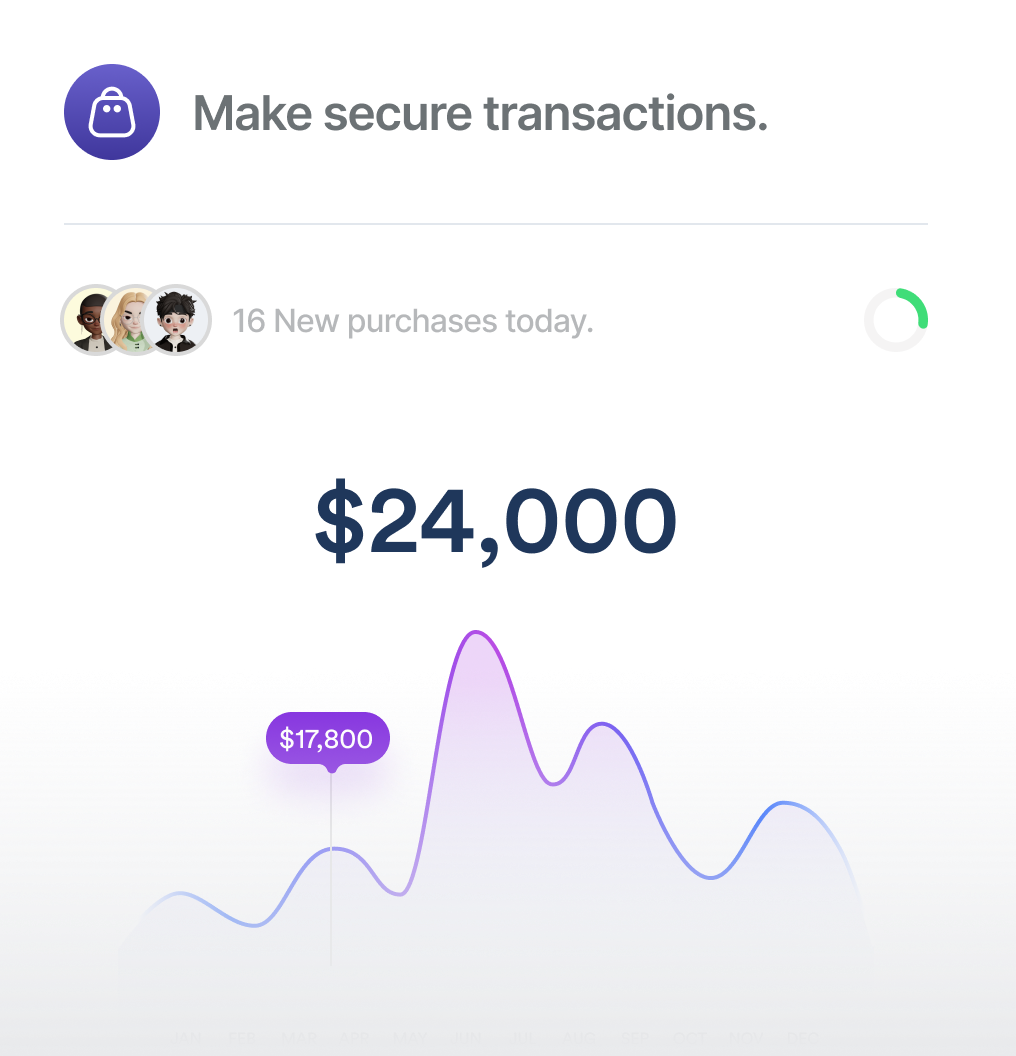 Make secure transactions.
16 New purchases today.
$24,000
$17,800
JAN FEB MAR APR MAY JUN JUL AUG SEP OCT NOV DEC